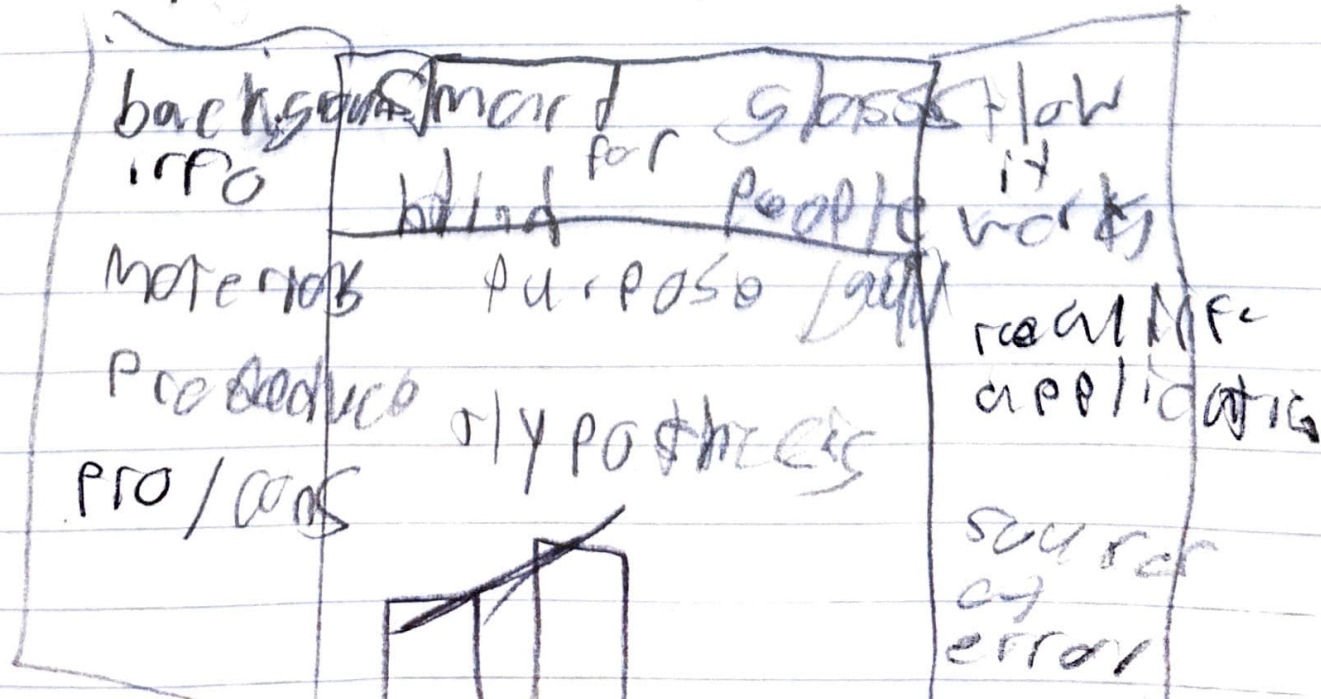 background
info
Materials
Procedure
pro/cons
Smart glasses
for
blind people
Purpose /
Hypothesis
How
it
works
real life
application
source
of
error